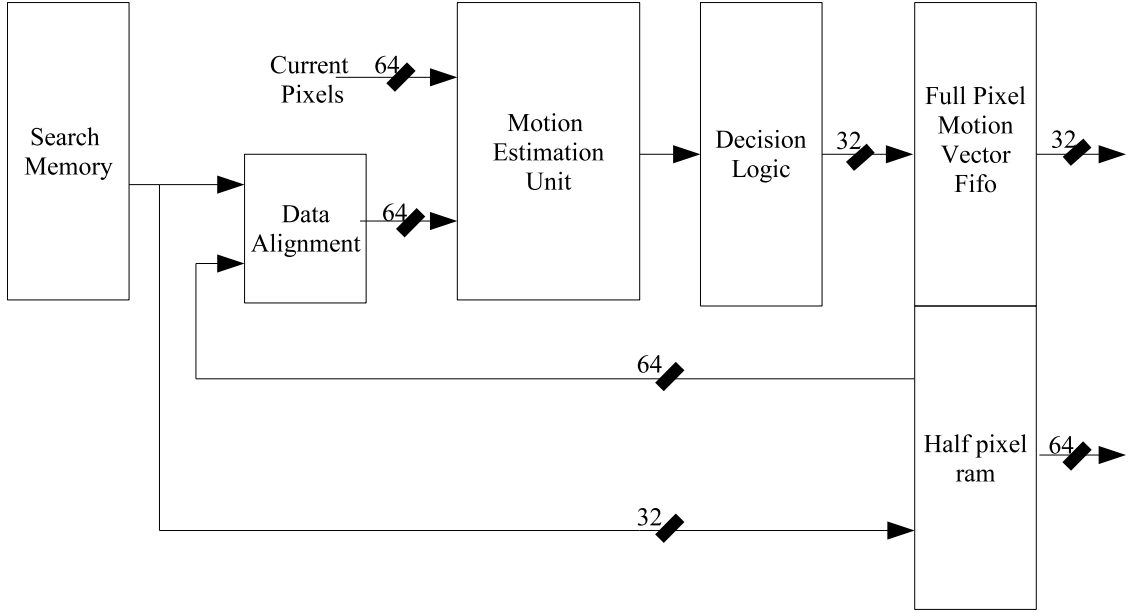 Search
Memory
Current
Pixels
64
Data
Alignment
64
Motion
Estimation
Unit
Decision
Logic
32
Full Pixel
Motion
Vector
Fifo
32
64
Half pixel
ram
64
32